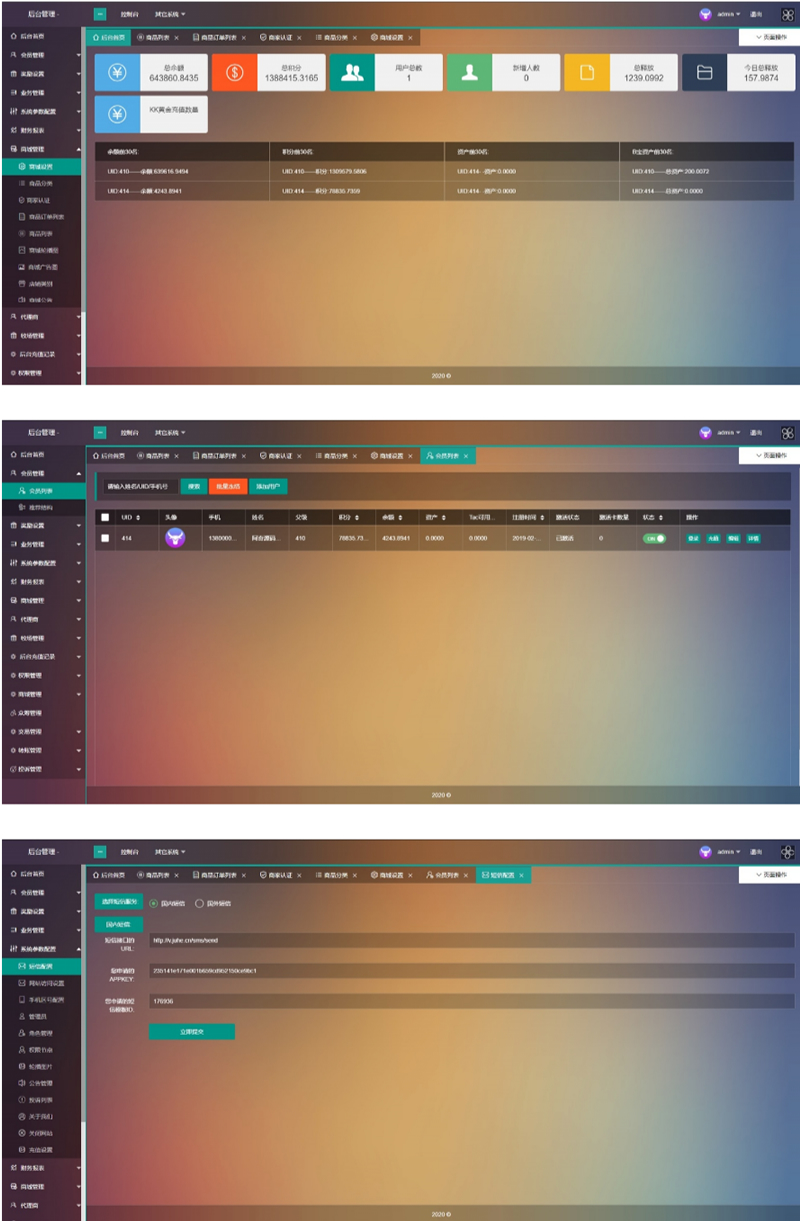 后台管理 控制台 其它系统 admin 退出
后台首页 商品列表 商品订单列表 商家认证 商品分类 商城设置 页面操作
后台首页
会员管理
奖励设置
业务管理
系统参数配置
财务报表
商城管理
商城设置
商品分类
商家认证
商品订单列表
商品列表
商城轮播图
商城广告图
店铺类别
商城公告
代理商
牧场管理
后台充值记录
权限管理
总余额
643860.8435
总积分
1388415.3165
用户总数
1
新增人数
0
总释放
1239.0992
今日总释放
157.9874
KK黄金充值数量
余额前30名: 积分前30名: 资产前30名: B宝资产前30名:
UID:410------余额:639616.9494 UID:410------积分:1309579.5806 UID:410---资产:0.0000 UID:410------总资产:200.0072
UID:414------余额:4243.8941 UID:414------积分:78835.7359 UID:414---资产:0.0000 UID:414------总资产:0.0000
2020 ©
后台管理 控制台 其它系统 admin 退出
后台首页 商品列表 商品订单列表 商家认证 商品分类 商城设置 会员列表 页面操作
后台首页
会员管理
会员列表
推荐结构
奖励设置
业务管理
系统参数配置
财务报表
商城管理
代理商
牧场管理
后台充值记录
权限管理
商城管理
众筹管理
交易管理
转账管理
投诉管理
请输入姓名/UID/手机号 搜索 批量冻结 添加用户
UID 头像 手机 姓名 父级 积分 余额 资产 Tac可用... 注册时间 激活状态 激活卡数量 状态 操作
414 1380000... 阿吉源码... 410 78835.73... 4243.8941 0.0000 0.0000 2019-02-... 已激活 0 ON 充值 编辑 详情
2020 ©
后台管理 控制台 其它系统 admin 退出
后台首页 商品列表 商品订单列表 商家认证 商品分类 商城设置 会员列表 短信配置 页面操作
后台首页
会员管理
奖励设置
业务管理
系统参数配置
短信配置
网站访问设置
手机区号配置
管理员
角色管理
权限节点
轮播图片
公告管理
投诉列表
关于我们
关闭网站
充值设置
财务报表
商城管理
代理商
选择短信服务 国内短信 国外短信
国内短信
短信接口的URL: http://v.juhe.cn/sms/send
您申请的APPKEY:
您申请的短信模板ID: 176936
立即提交
2020 ©